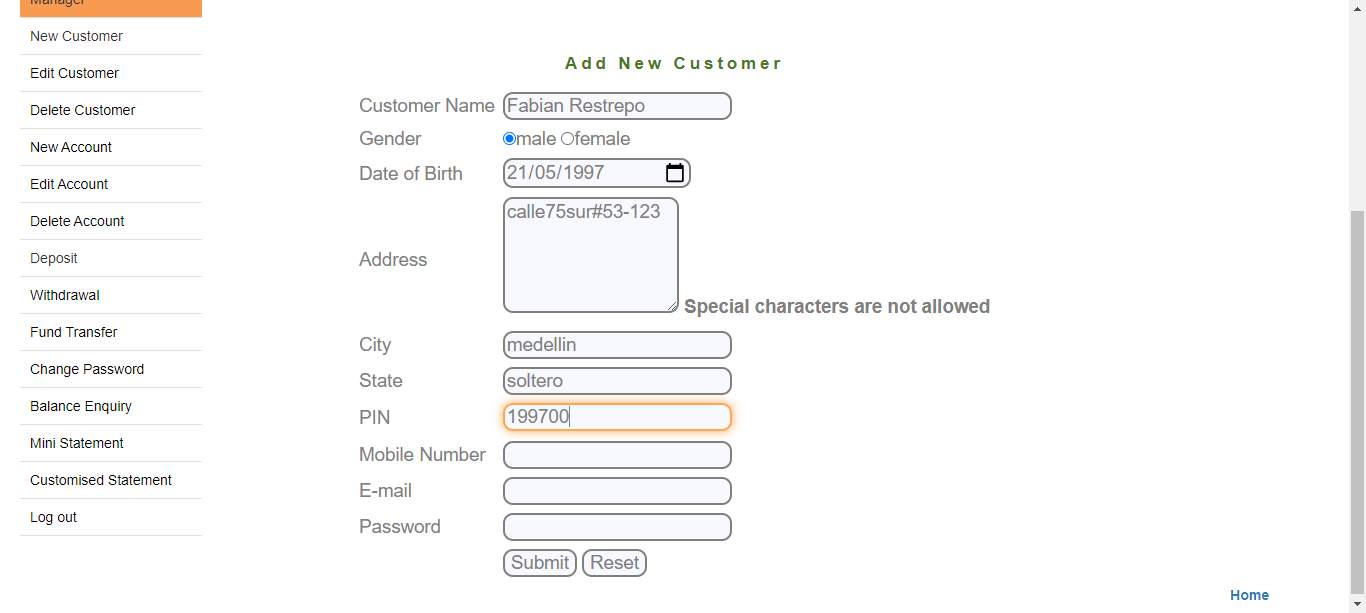 Manager
New Customer
Edit Customer
Delete Customer
New Account
Edit Account
Delete Account
Deposit
Withdrawal
Fund Transfer
Change Password
Balance Enquiry
Mini Statement
Customised Statement
Log out
Add New Customer
Customer Name Fabian Restrepo
Gender male female
Date of Birth 21/05/1997
Address calle75sur#53-123
Special characters are not allowed
City medellin
State soltero
PIN 199700
Mobile Number
E-mail
Password
Submit Reset
Home